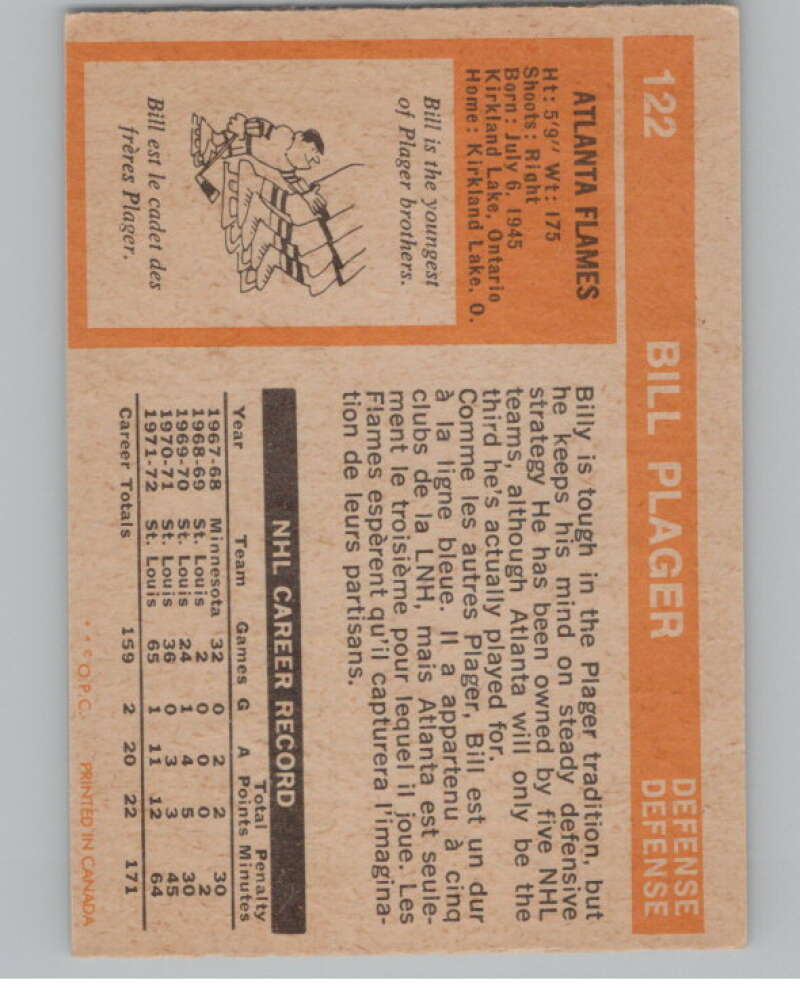 122 BILL PLAGER DEFENSE
DEFENSE
ATLANTA FLAMES
Ht: 5'9" Wt: 175
Shoots: Right
Born: July 6, 1945
Kirkland Lake, Ontario
Home: Kirkland Lake, O.
Bill is the youngest
of Plager brothers.
Bill est le cadet des
frères Plager.
Billy is tough in the Plager tradition, but
he keeps his mind on steady defensive
strategy He has been owned by five NHL
teams, although Atlanta will only be the
third he's actually played for.
Comme les autres Plager, Bill est un dur
à la ligne bleue. Il a appartenu à cinq
clubs de la LNH, mais Atlanta est seule-
ment le troisième pour lequel il joue. Les
Flames espèrent qu'il capturera l'imagina-
tion de leurs partisans.
NHL CAREER RECORD
Total Penalty
Year Team Games G A Points Minutes
1967-68 Minnesota 32 0 2 2 30
1968-69 St. Louis 2 0 0 0 2
1969-70 St. Louis 24 1 4 5 30
1970-71 St. Louis 36 0 3 3 45
1971-72 St. Louis 65 1 11 12 64
Career Totals 159 2 20 22 171
* * © O.P.C. PRINTED IN CANADA